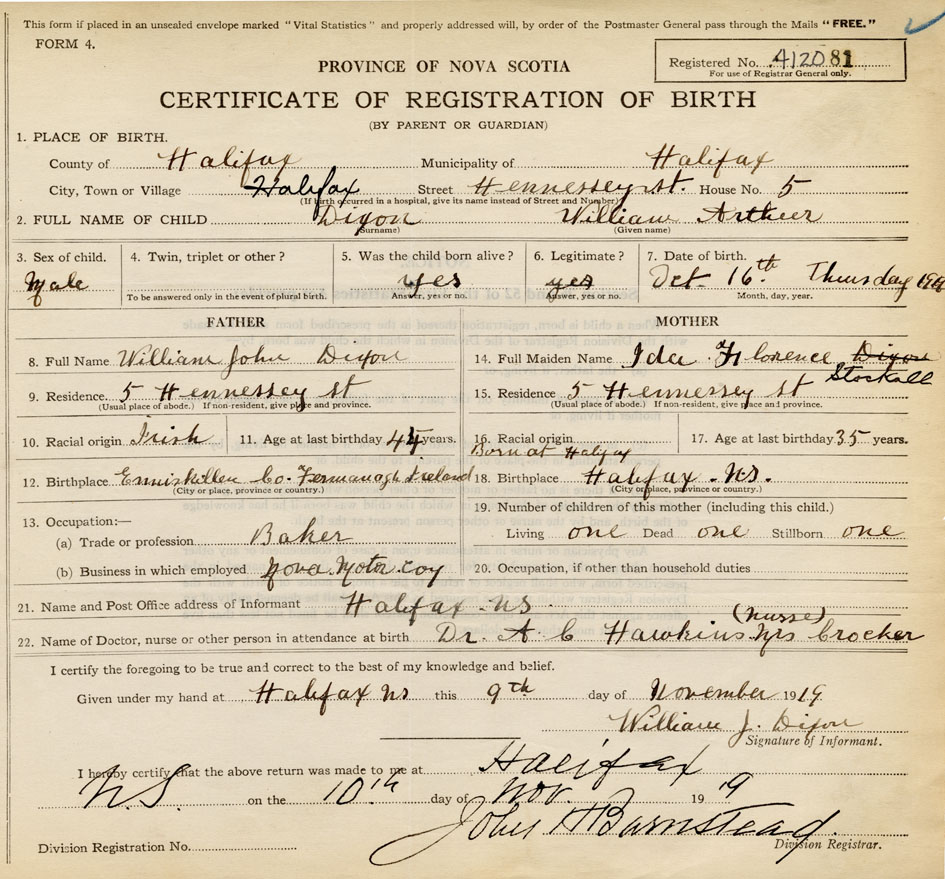 This form if placed in an unsealed envelope marked "Vital Statistics" and properly addressed will, by order of the Postmaster General pass through the Mails "FREE."
FORM 4.
Registered No. 412081
For use of Registrar General only.
PROVINCE OF NOVA SCOTIA
CERTIFICATE OF REGISTRATION OF BIRTH
(BY PARENT OR GUARDIAN)
1. PLACE OF BIRTH.
County of Halifax Municipality of Halifax
City, Town or Village Halifax Street Hennessey st. House No. 5
(If birth occurred in a hospital, give its name instead of Street and Number)
2. FULL NAME OF CHILD Dixon William Artheer
(Surname) (Given name)
3. Sex of child. 4. Twin, triplet or other? 5. Was the child born alive? 6. Legitimate? 7. Date of birth.
Male yes yes Oct 16th Thursday 1919
To be answered only in the event of plural birth. Answer, yes or no. Answer, yes or no. Month, day, year.
FATHER MOTHER
8. Full Name William John Dixon 14. Full Maiden Name Ida Florence Dixon
Stockall
9. Residence. 5 Hennessey st 15. Residence 5 Hennessey st
(Usual place of abode.) If non-resident, give place and province. (Usual place of abode.) If non-resident, give place and province.
10. Racial origin Irish 11. Age at last birthday 44 years. 16. Racial origin 17. Age at last birthday 35 years.
Born at Halifax
12. Birthplace Enniskillen Co. Fermanagh Ireland 18. Birthplace Halifax NS.
(City or place, province or country.) (City or place, province or country.)
13. Occupation:— 19. Number of children of this mother (including this child.)
(a) Trade or profession Baker Living one Dead one Stillborn one
(b) Business in which employed Nova Motor coy 20. Occupation, if other than household duties
21. Name and Post Office address of Informant Halifax NS
(nurse)
22. Name of Doctor, nurse or other person in attendance at birth Dr. A C Hawkins. Mrs Crocker
I certify the foregoing to be true and correct to the best of my knowledge and belief.
Given under my hand at Halifax NS this 9th day of November 1919
William J. Dixon
Signature of Informant.
I hereby certify that the above return was made to me at Halifax
N.S. on the 10th day of Nov. 19 19
John H Barnstead.
Division Registration No. Division Registrar.